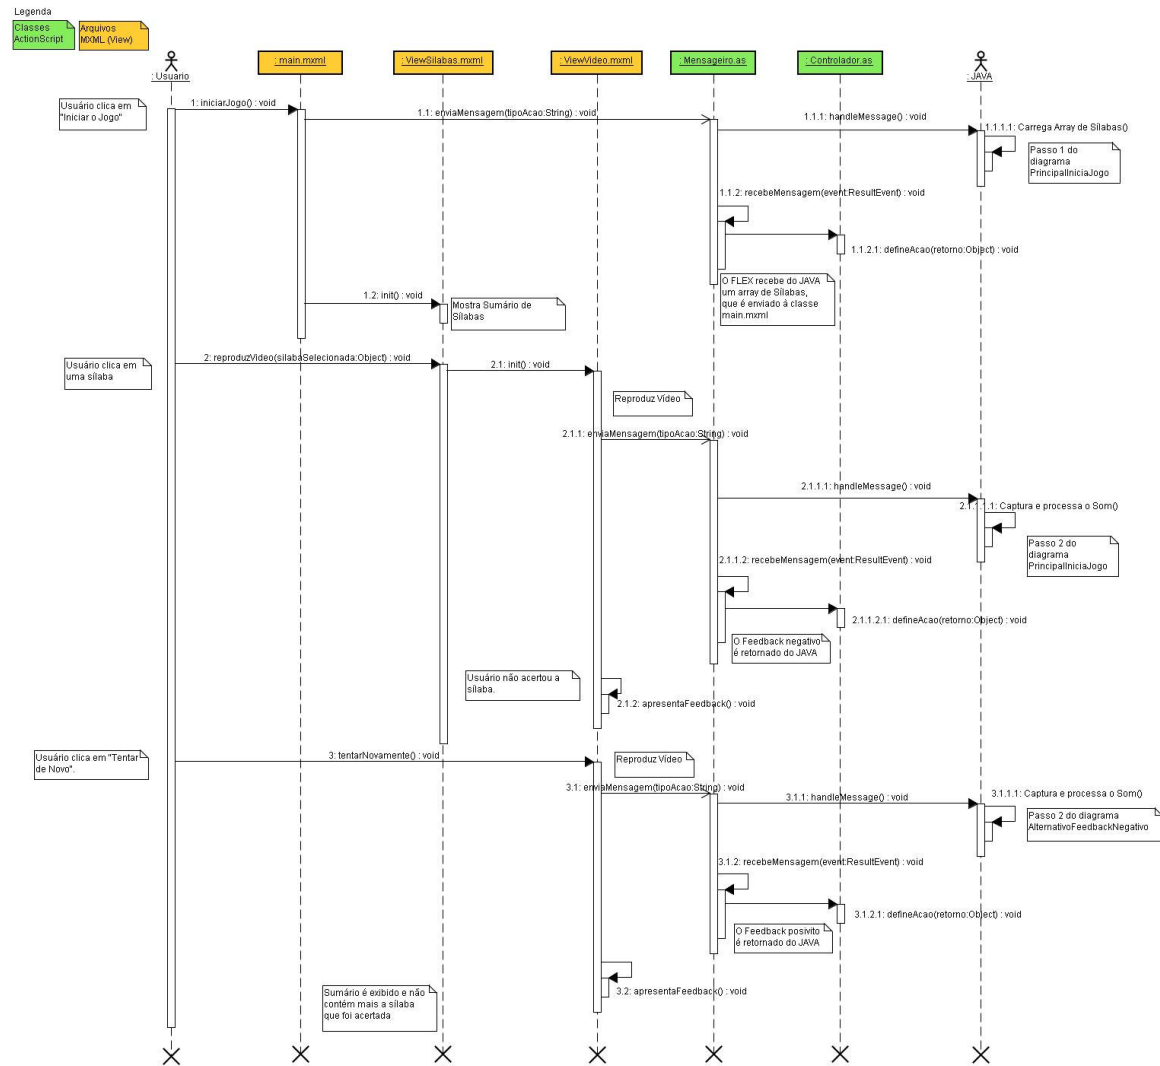 Legenda
Classes
ActionScript
Arquivos
MXML (View)
: Usuario
: main.mxml
: ViewSilabas.mxml
: ViewVideo.mxml
: Mensageiro.as
: Controlador.as
: JAVA
Usuário clica em
"Iniciar o Jogo"
1: iniciarJogo() : void
1.1: enviaMensagem(tipoAcao:String) : void
1.1.1: handleMessage() : void
1.1.1.1: Carrega Array de Sílabas()
Passo 1 do
diagrama
PrincipalIniciaJogo
1.1.2: recebeMensagem(event:ResultEvent) : void
1.1.2.1: defineAcao(retorno:Object) : void
O FLEX recebe do JAVA
um array de Sílabas,
que é enviado à classe
main.mxml
1.2: init() : void
Mostra Sumário de
Sílabas
Usuário clica em
uma sílaba
2: reproduzVideo(silabaSelecionada:Object) : void
2.1: init() : void
Reproduz Vídeo
2.1.1: enviaMensagem(tipoAcao:String) : void
2.1.1.1: handleMessage() : void
2.1.1.1.1: Captura e processa o Som()
Passo 2 do
diagrama
PrincipalIniciaJogo
2.1.1.2: recebeMensagem(event:ResultEvent) : void
2.1.1.2.1: defineAcao(retorno:Object) : void
O Feedback negativo
é retornado do JAVA
Usuário não acertou a
sílaba.
2.1.2: apresentaFeedback() : void
Usuário clica em "Tentar
de Novo".
3: tentarNovamente() : void
Reproduz Vídeo
3.1: enviaMensagem(tipoAcao:String) : void
3.1.1: handleMessage() : void
3.1.1.1: Captura e processa o Som()
Passo 2 do diagrama
AlternativoFeedbackNegativo
3.1.2: recebeMensagem(event:ResultEvent) : void
3.1.2.1: defineAcao(retorno:Object) : void
O Feedback posivito
é retornado do JAVA
3.2: apresentaFeedback() : void
Sumário é exibido e não
contém mais a sílaba
que foi acertada